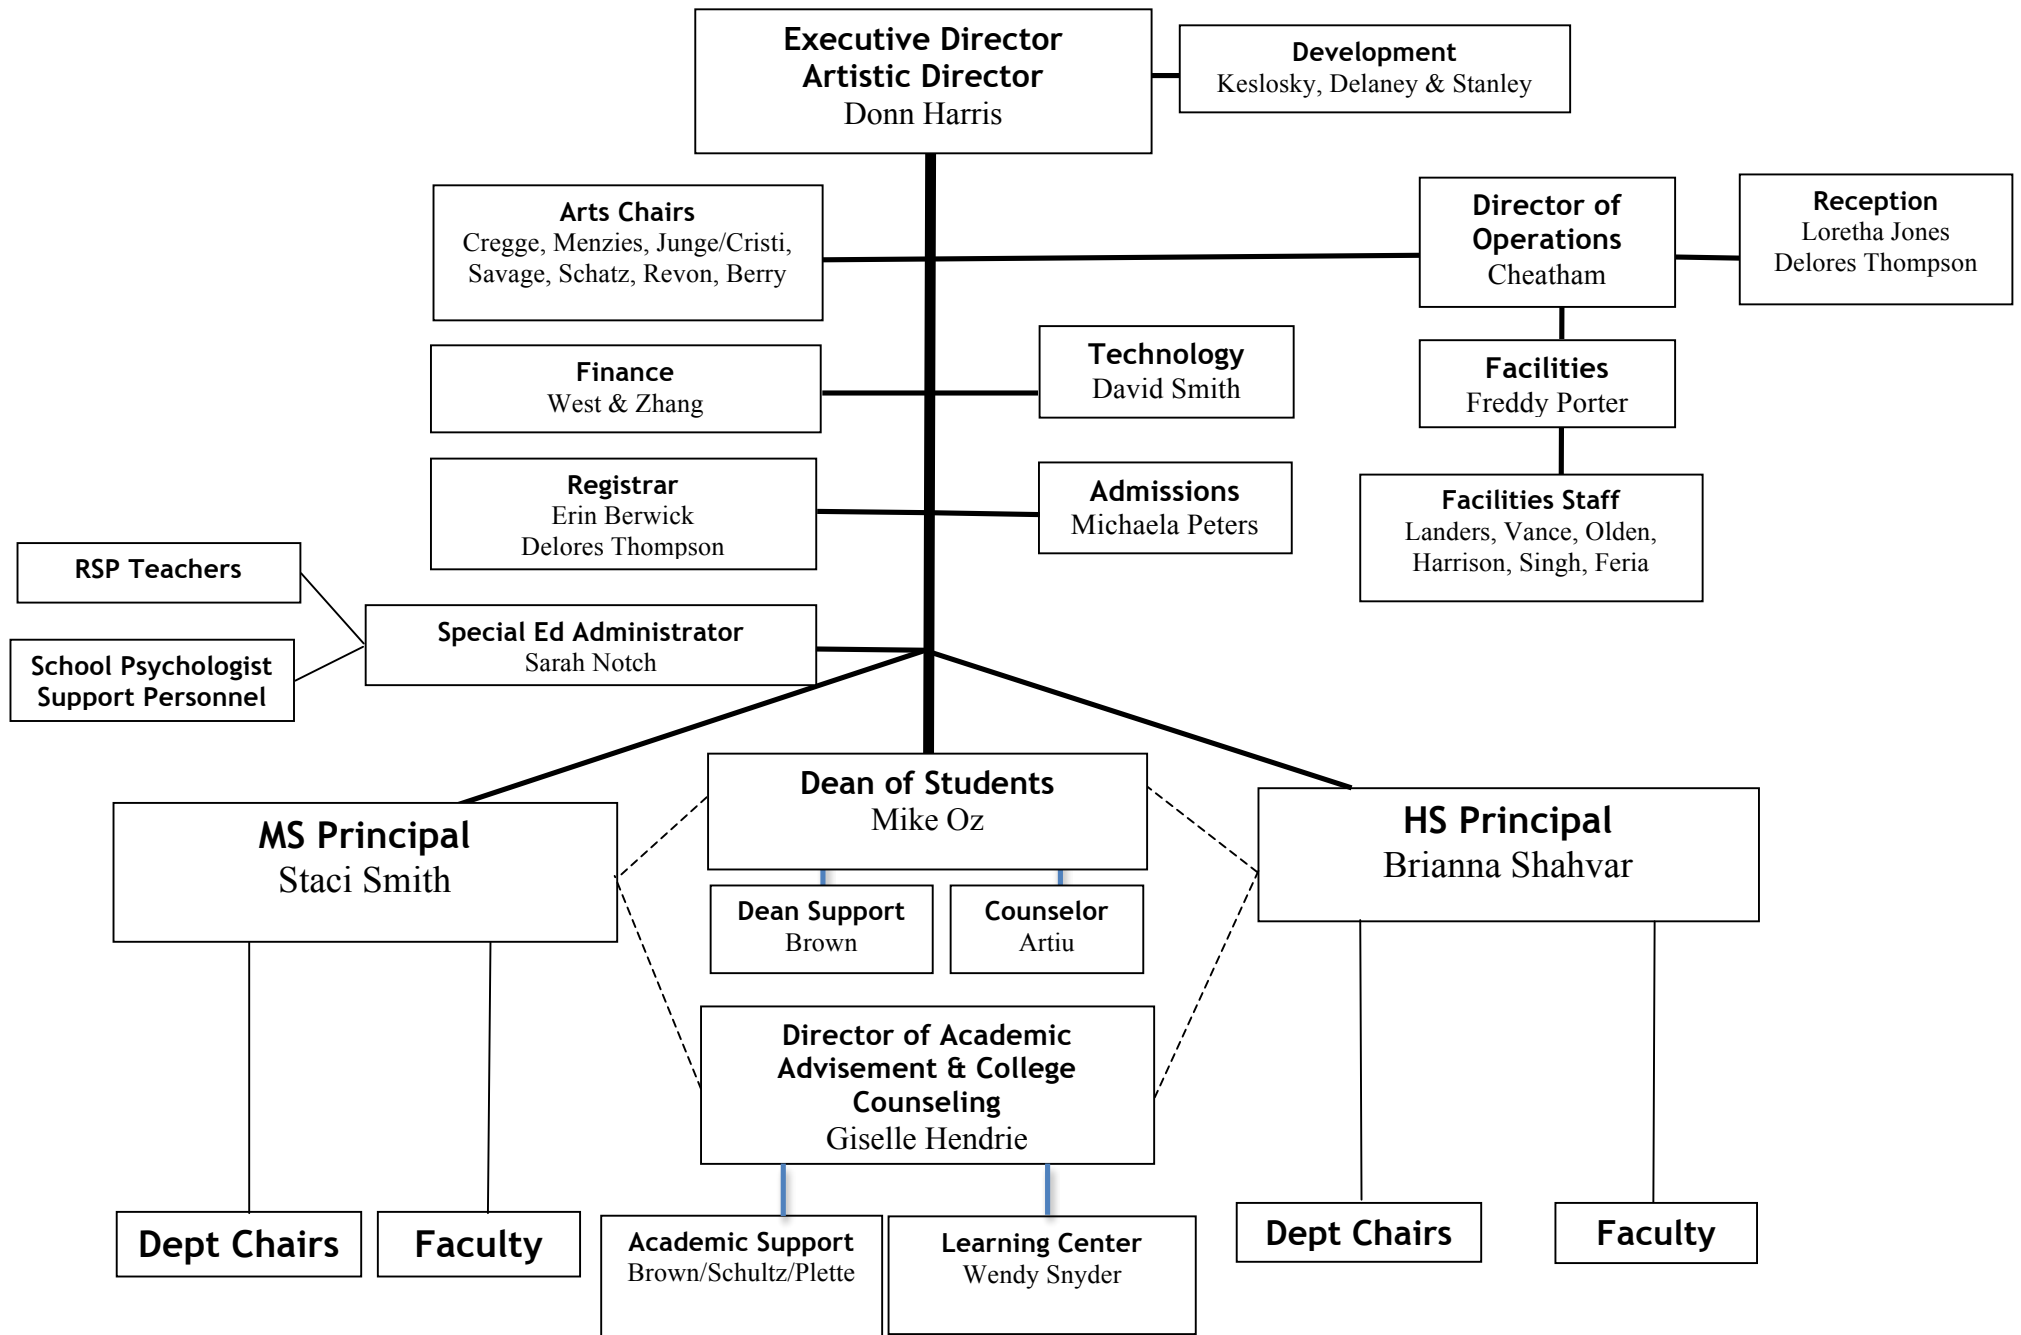 Executive Director
Artistic Director
Donn Harris
Development
Keslosky, Delaney & Stanley
Arts Chairs
Cregge, Menzies, Junge/Cristi,
Savage, Schatz, Revon, Berry
Director of
Operations
Cheatham
Reception
Loretha Jones
Delores Thompson
Finance
West & Zhang
Technology
David Smith
Facilities
Freddy Porter
Registrar
Erin Berwick
Delores Thompson
Admissions
Michaela Peters
Facilities Staff
Landers, Vance, Olden,
Harrison, Singh, Feria
RSP Teachers
Special Ed Administrator
Sarah Notch
School Psychologist
Support Personnel
Dean of Students
Mike Oz
MS Principal
Staci Smith
HS Principal
Brianna Shahvar
Dean Support
Brown
Counselor
Artiu
Director of Academic
Advisement & College
Counseling
Giselle Hendrie
Dept Chairs
Faculty
Academic Support
Brown/Schultz/Plette
Learning Center
Wendy Snyder
Dept Chairs
Faculty